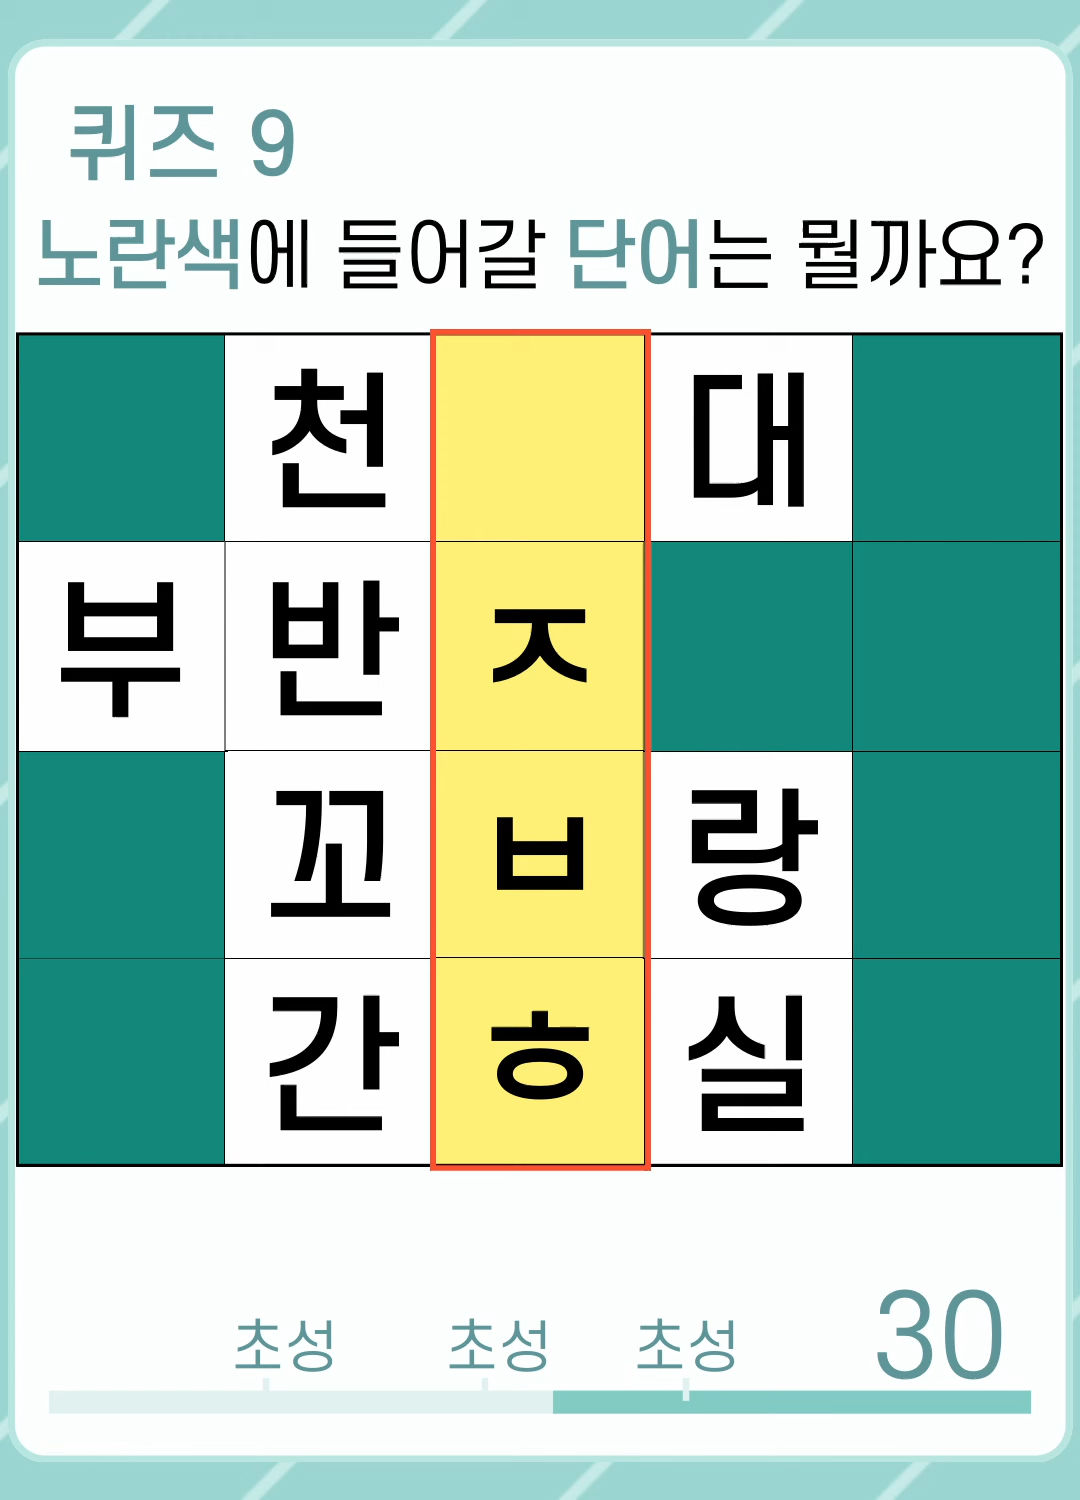 퀴즈 9
노란색에 들어갈 단어는 뭘까요?
천 대
부 반 ㅈ
꼬 ㅂ 랑
간 ㅎ 실
초성 초성 초성 30